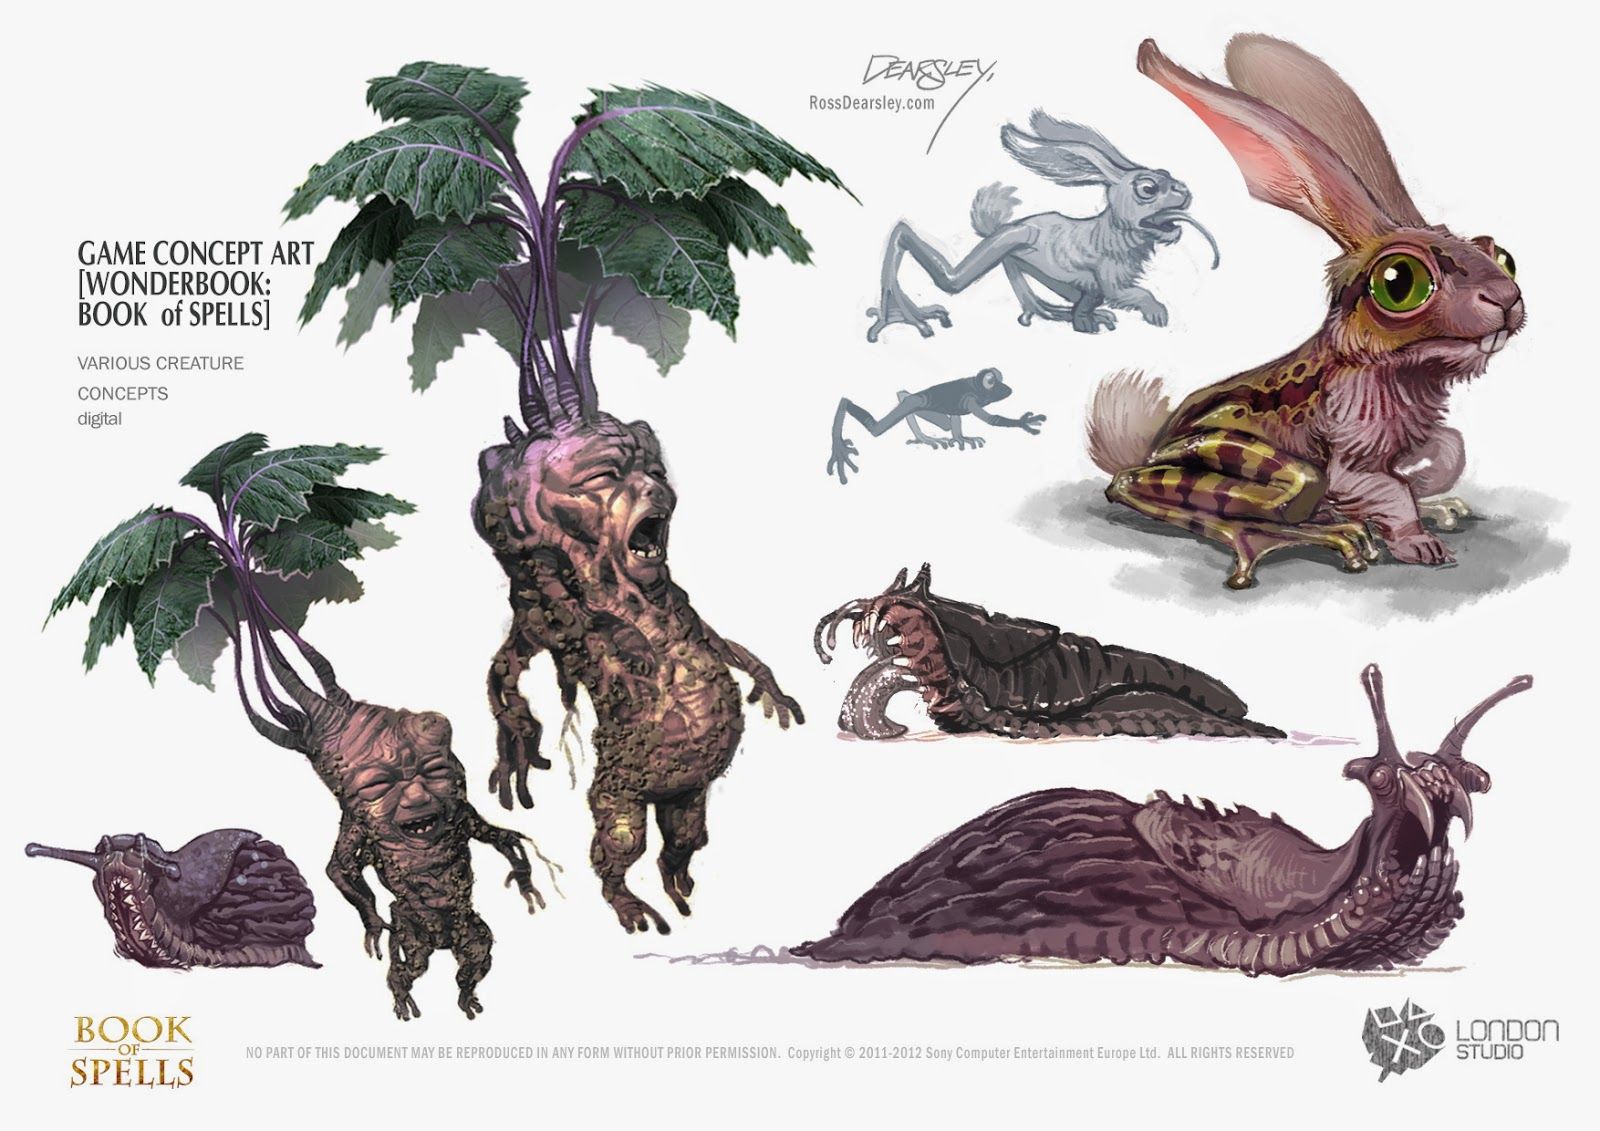 DEARSLEY,
RossDearsley.com
GAME CONCEPT ART
[WONDERBOOK:
BOOK of SPELLS]
VARIOUS CREATURE
CONCEPTS
digital
BOOK
OF
SPELLS
NO PART OF THIS DOCUMENT MAY BE REPRODUCED IN ANY FORM WITHOUT PRIOR PERMISSION. Copyright © 2011-2012 Sony Computer Entertainment Europe Ltd. ALL RIGHTS RESERVED
LONDON
STUDIO